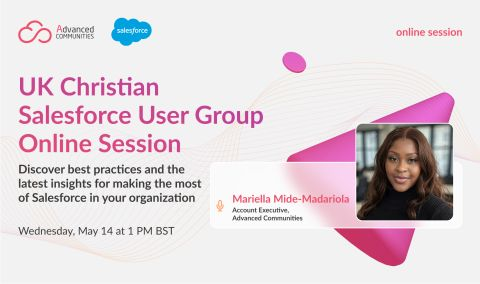 Advanced
COMMUNITIES
salesforce
online session
UK Christian
Salesforce User Group
Online Session
Discover best practices and the
latest insights for making the most
of Salesforce in your organization
Mariella Mide-Madariola
Account Executive,
Advanced Communities
Wednesday, May 14 at 1 PM BST